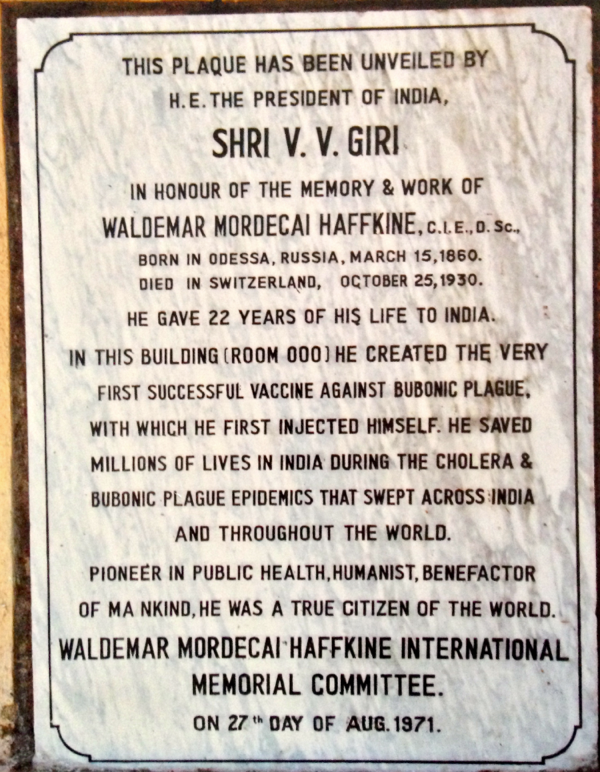 THIS PLAQUE HAS BEEN UNVEILED BY
H.E. THE PRESIDENT OF INDIA,
SHRI V. V. GIRI
IN HONOUR OF THE MEMORY & WORK OF
WALDEMAR MORDECAI HAFFKINE, C.I.E., D. Sc.,
BORN IN ODESSA, RUSSIA, MARCH 15, 1860.
DIED IN SWITZERLAND, OCTOBER 25, 1930.
HE GAVE 22 YEARS OF HIS LIFE TO INDIA.
IN THIS BUILDING (ROOM 000) HE CREATED THE VERY
FIRST SUCCESSFUL VACCINE AGAINST BUBONIC PLAGUE,
WITH WHICH HE FIRST INJECTED HIMSELF. HE SAVED
MILLIONS OF LIVES IN INDIA DURING THE CHOLERA &
BUBONIC PLAGUE EPIDEMICS THAT SWEPT ACROSS INDIA
AND THROUGHOUT THE WORLD.
PIONEER IN PUBLIC HEALTH, HUMANIST, BENEFACTOR
OF MA NKIND, HE WAS A TRUE CITIZEN OF THE WORLD.
WALDEMAR MORDECAI HAFFKINE INTERNATIONAL
MEMORIAL COMMITTEE.
ON 27th DAY OF AUG. 1971.